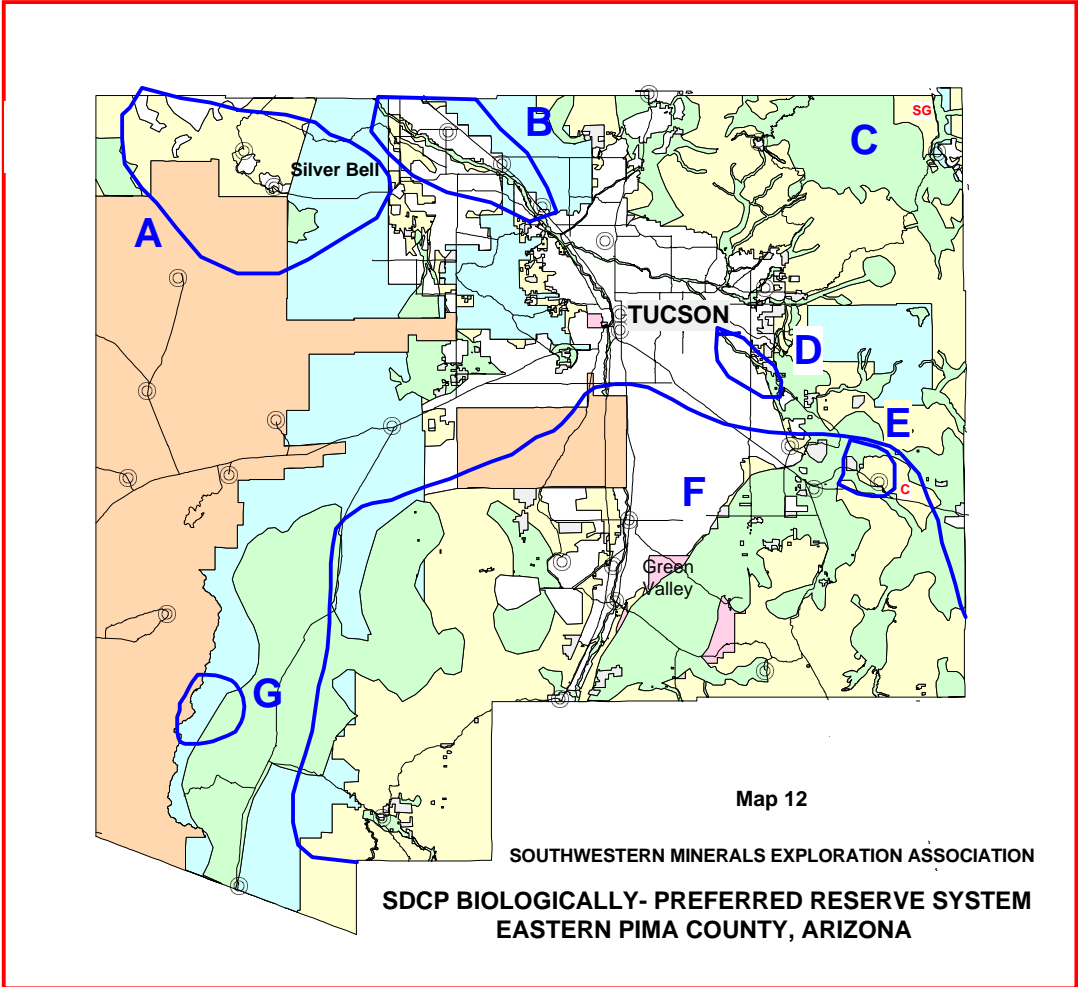 SG
B
C
Silver Bell
A
TUCSON
D
E
C
F
Green
Valley
G
Map 12
SOUTHWESTERN MINERALS EXPLORATION ASSOCIATION
SDCP BIOLOGICALLY- PREFERRED RESERVE SYSTEM
EASTERN PIMA COUNTY, ARIZONA